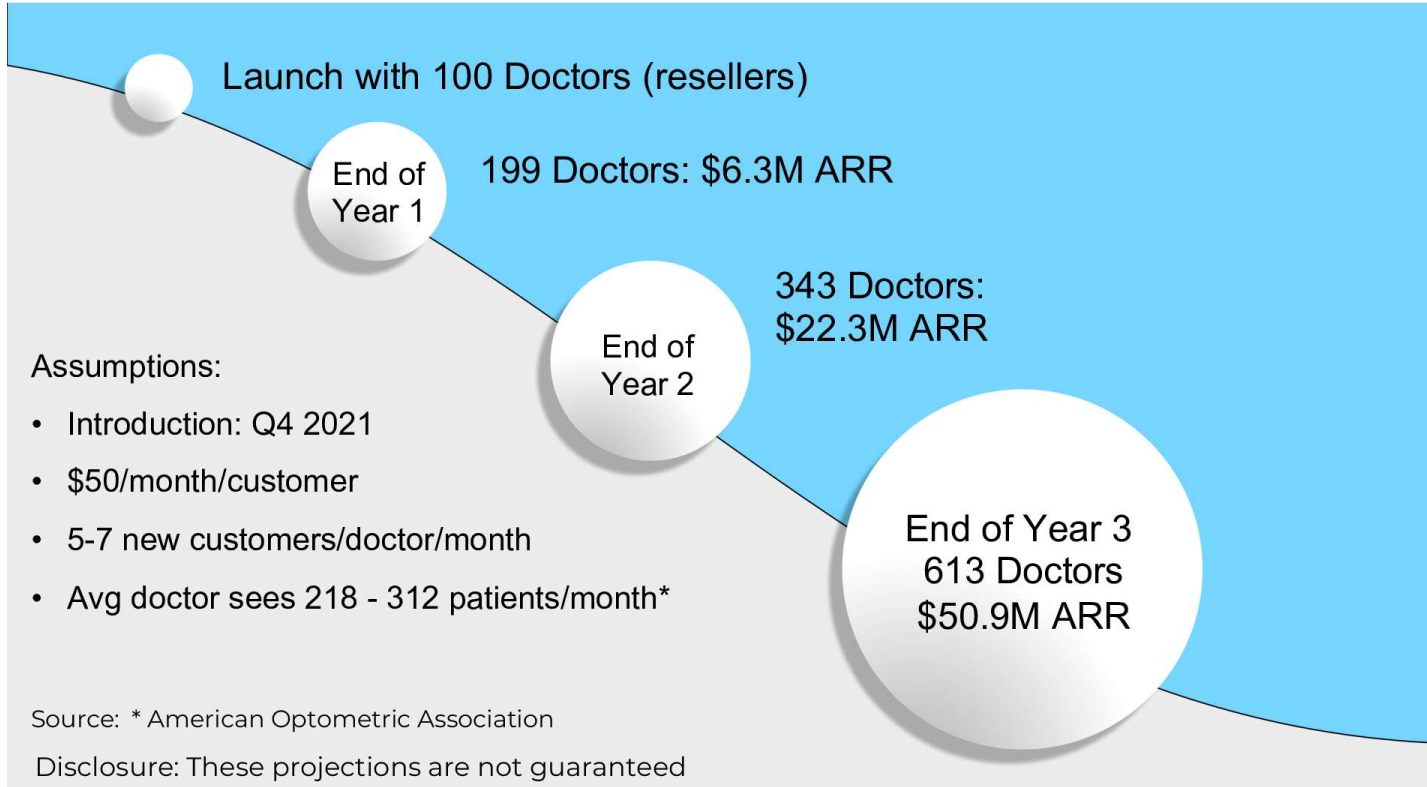 Launch with 100 Doctors (resellers)
End of
Year 1
199 Doctors: $6.3M ARR
343 Doctors:
$22.3M ARR
End of
Year 2
Assumptions:
• Introduction: Q4 2021
• $50/month/customer
• 5-7 new customers/doctor/month
• Avg doctor sees 218 - 312 patients/month*
End of Year 3
613 Doctors
$50.9M ARR
Source: * American Optometric Association
Disclosure: These projections are not guaranteed